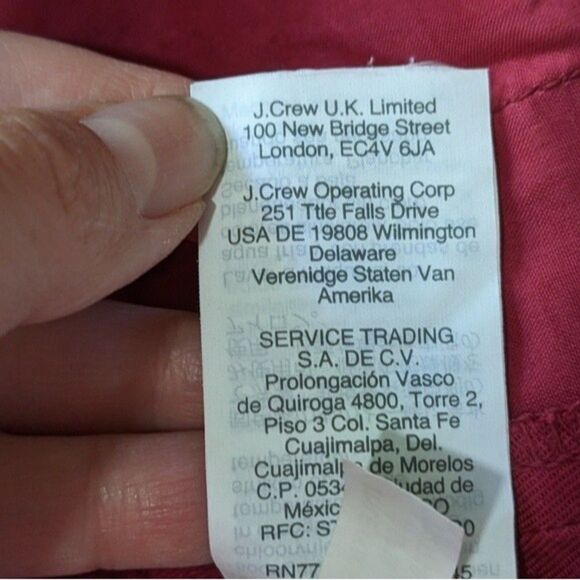 J.Crew U.K. Limited
100 New Bridge Street
London, EC4V 6JA
J.Crew Operating Corp
251 Ttle Falls Drive
USA DE 19808 Wilmington
Delaware
Verenidge Staten Van
Amerika
SERVICE TRADING
S.A. DE C.V.
Prolongación Vasco
de Quiroga 4800, Torre 2,
Piso 3 Col. Santa Fe
Cuajimalpa, Del.
Cuajimalpa de Morelos
C.P. de
RFC: